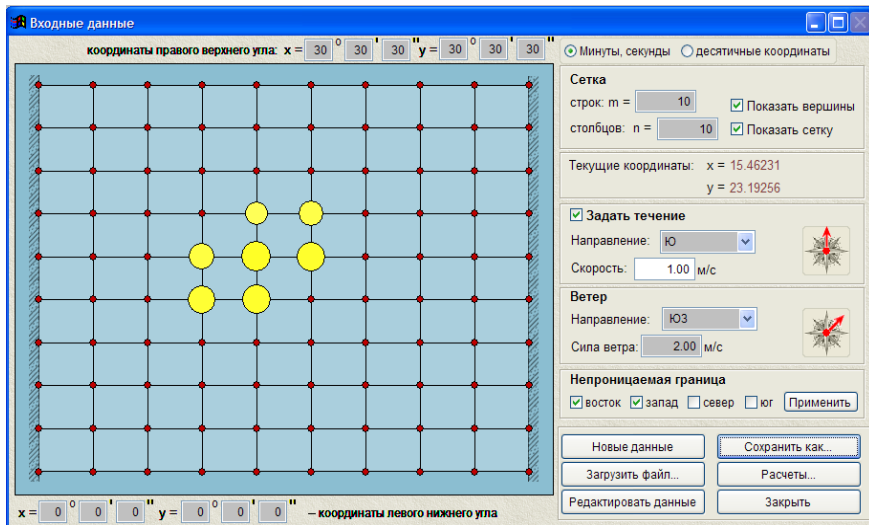 Входные данные
координаты правого верхнего угла: x = 30 ° 30 ' 30 " y = 30 ° 30 ' 30 "
Минуты, секунды десятичные координаты
Сетка
строк: m = 10
Показать вершины
столбцов: n = 10
Показать сетку
Текущие координаты: x = 15.46231
y = 23.19256
Задать течение
Направление: Ю
Скорость: 1.00 м/с
Ветер
Направление: ЮЗ
Сила ветра: 2.00 м/с
Непроницаемая граница
восток запад север юг Применить
Новые данные Сохранить как...
Загрузить файл... Расчеты...
Редактировать данные Закрыть
x = 0 ° 0 ' 0 " y = 0 ° 0 ' 0 " – координаты левого нижнего угла